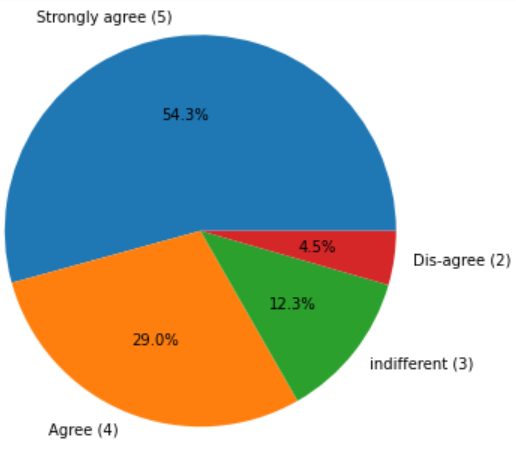 Strongly agree (5)
54.3%
4.5%
Dis-agree (2)
12.3%
29.0%
indifferent (3)
Agree (4)